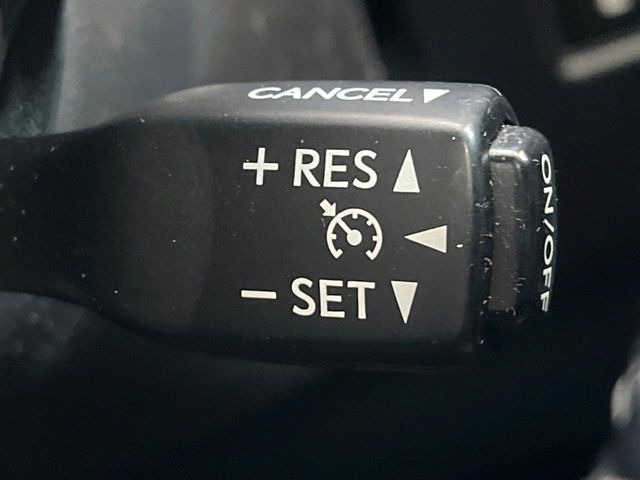 CANCEL ▼
+ RES ▲
◀
− SET ▼
ON/OFF